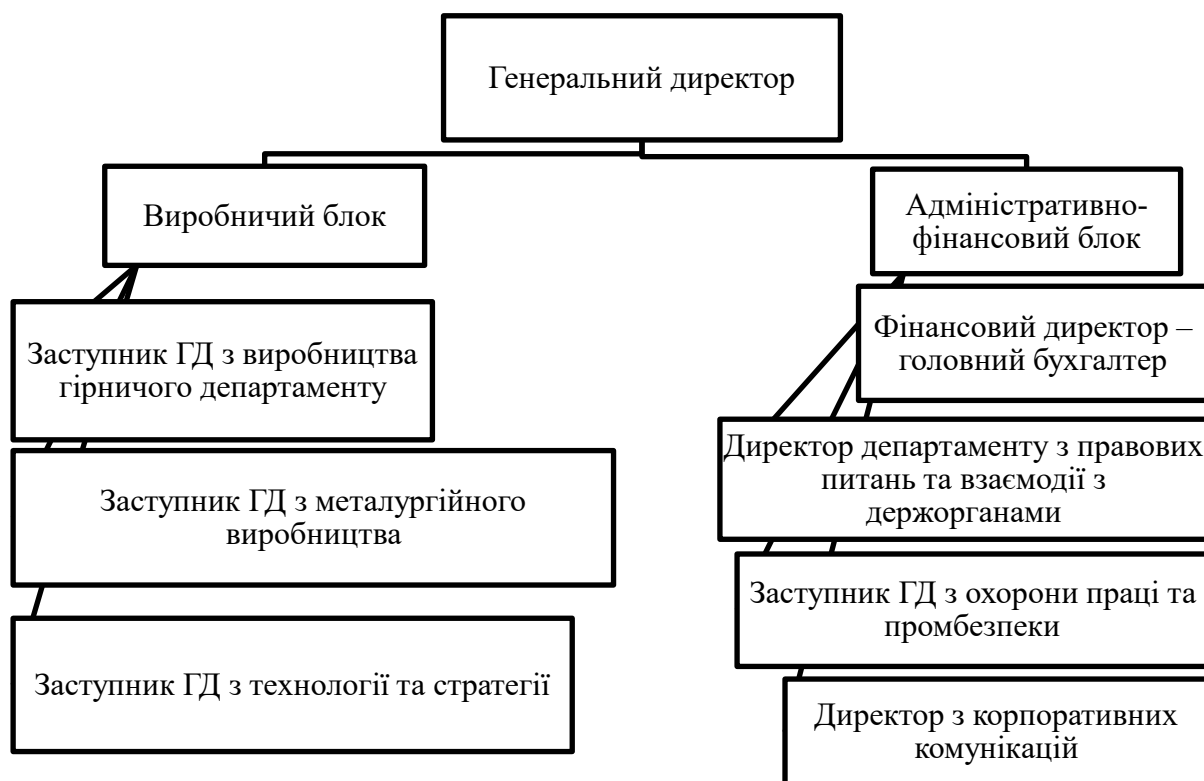 Генеральний директор
Виробничий блок
Адміністративно-
фінансовий блок
Заступник ГД з виробництва
гірничого департаменту
Заступник ГД з металургійного
виробництва
Заступник ГД з технології та стратегії
Фінансовий директор –
головний бухгалтер
Директор департаменту з правових
питань та взаємодії з
держорганами
Заступник ГД з охорони праці та
промбезпеки
Директор з корпоративних
комунікацій